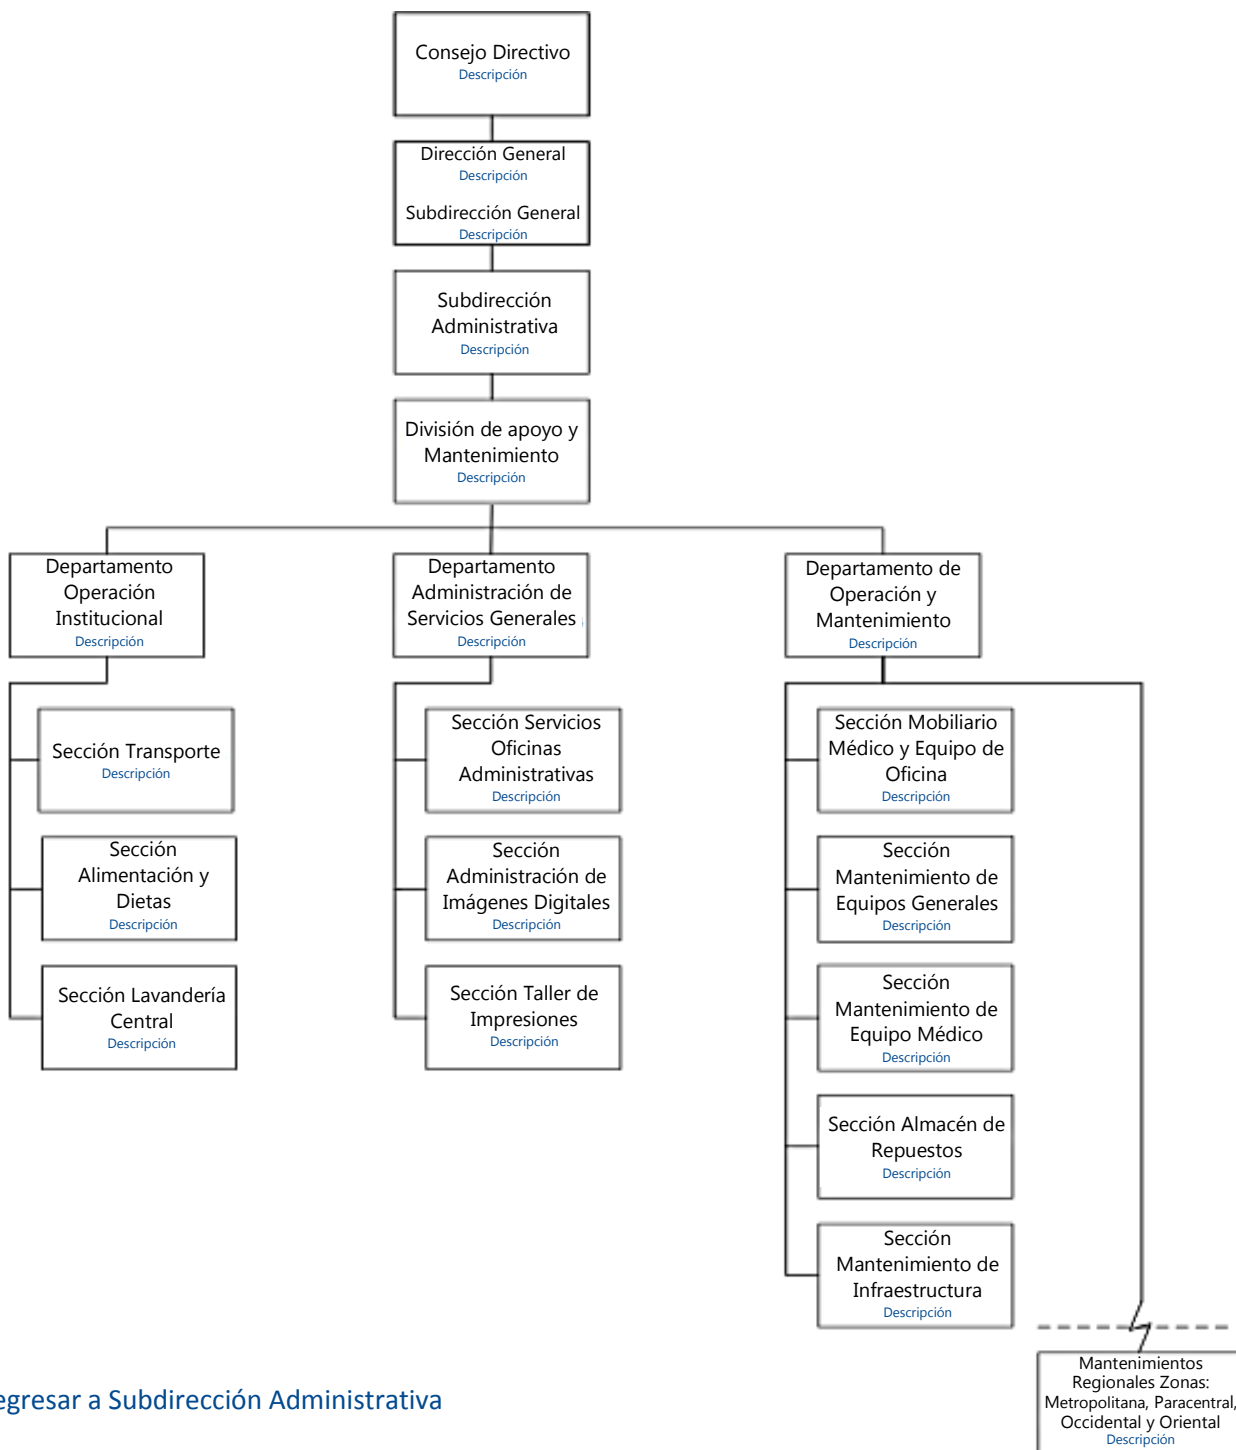 Consejo Directivo
Descripción
Dirección General
Descripción
Subdirección General
Descripción
Subdirección
Administrativa
Descripción
División de apoyo y
Mantenimiento
Descripción
Departamento
Operación
Institucional
Descripción
Departamento
Administración de
Servicios Generales
Descripción
Departamento de
Operación y
Mantenimiento
Descripción
Sección Transporte
Descripción
Sección
Alimentación y
Dietas
Descripción
Sección Lavandería
Central
Descripción
Sección Servicios
Oficinas
Administrativas
Descripción
Sección
Administración de
Imágenes Digitales
Descripción
Sección Taller de
Impresiones
Descripción
Sección Mobiliario
Médico y Equipo de
Oficina
Descripción
Sección
Mantenimiento de
Equipos Generales
Descripción
Sección
Mantenimiento de
Equipo Médico
Descripción
Sección Almacén de
Repuestos
Descripción
Sección
Mantenimiento de
Infraestructura
Descripción
Mantenimientos
Regionales Zonas:
Metropolitana, Paracentral,
Occidental y Oriental
Descripción
egresar a Subdirección Administrativa